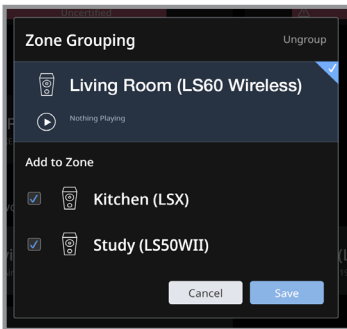 Uncertified
Zone Grouping
Ungroup
Living Room (LS60 Wireless)
Nothing Playing
Add to Zone
Kitchen (LSX)
Study (LS50WII)
Cancel
Save